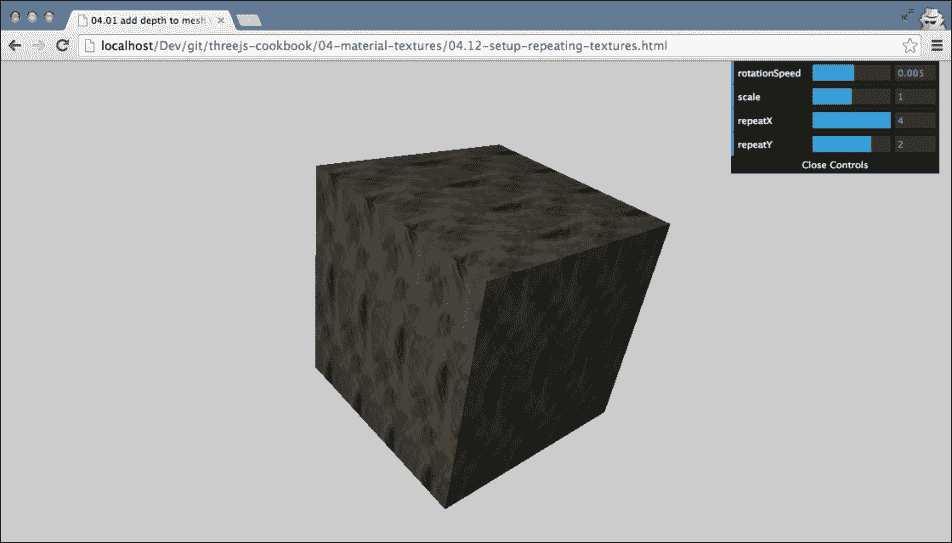 04.01 add depth to mesh
localhost/Dev/git/threejs-cookbook/04-material-textures/04.12-setup-repeating-textures.html
rotationSpeed 0.005
scale 1
repeatX 4
repeatY 2
Close Controls